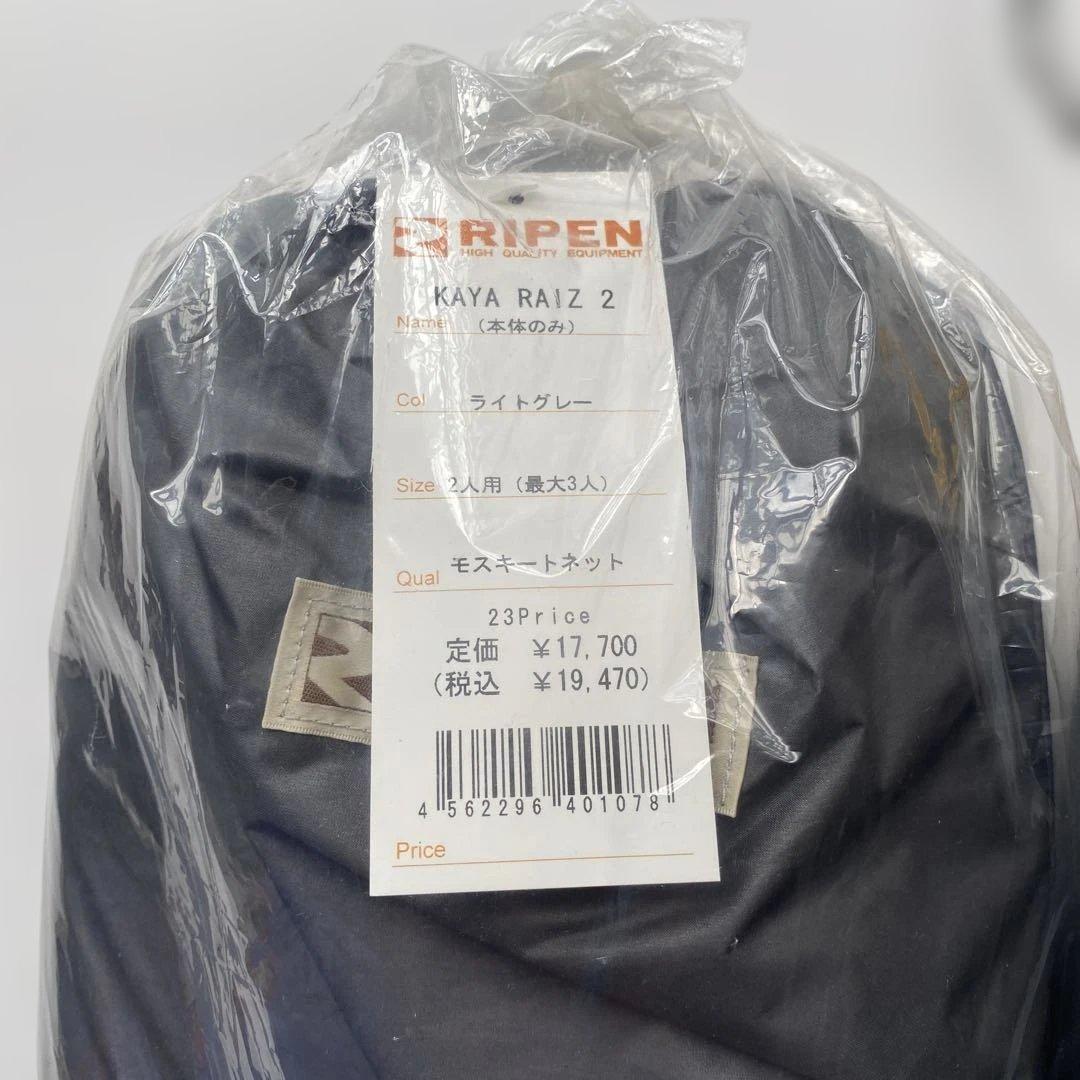 RIPEN
HIGH QUALITY EQUIPMENT
KAYA RAIZ 2
Name (本体のみ)
Col ライトグレー
Size 2人用 (最大3人)
Qual モスキートネット
23Price
定価 ¥17,700
(税込 ¥19,470)
4 562296 401078
Price